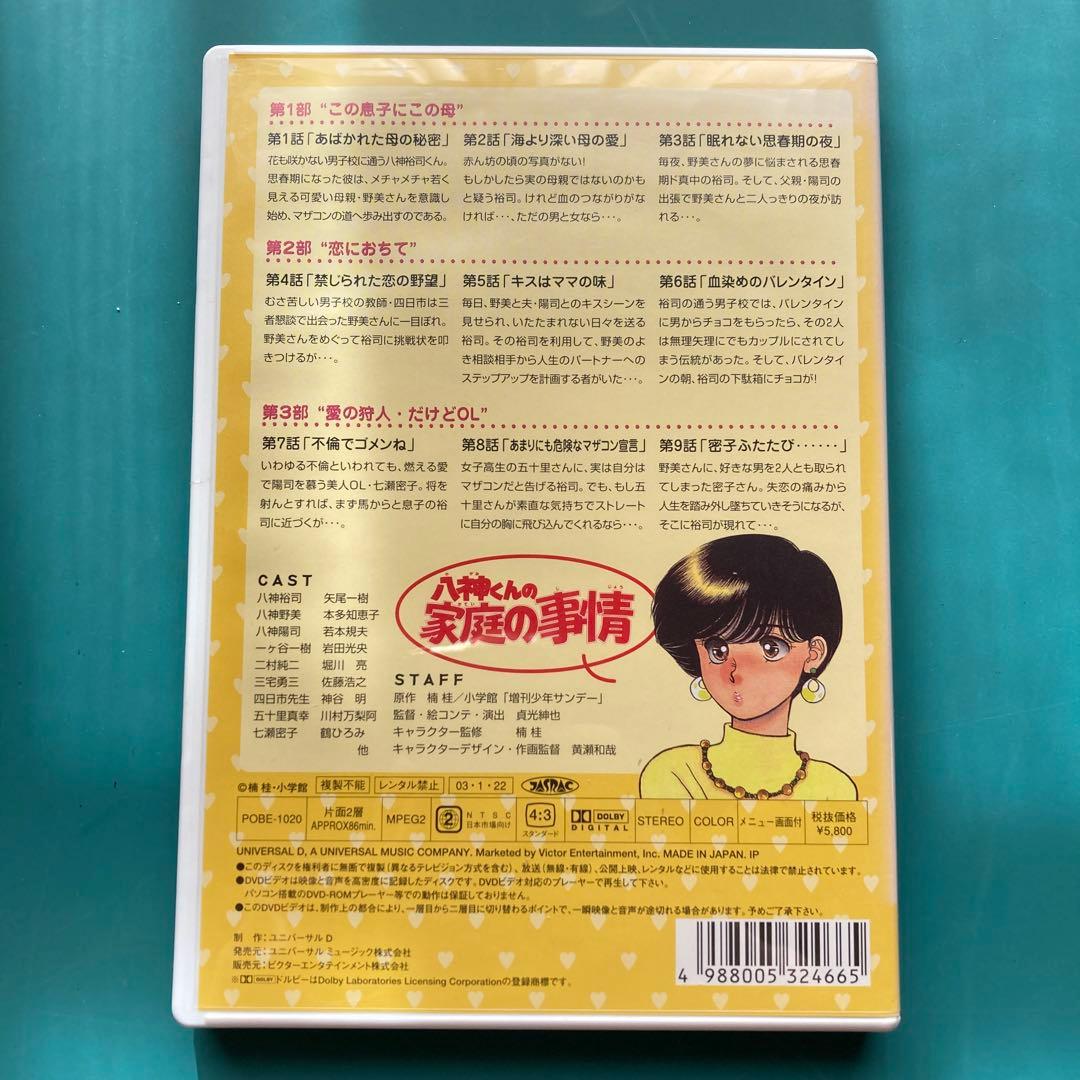 第1部 “この息子にこの母”
第1話「あばかれた母の秘密」
花も咲かない男子校に通う八神裕司くん。
思春期になった彼は、メチャメチャ若く
見える可愛い母親・野美さんを意識し
始め、マザコンの道へ歩み出すのである。
第2話「海より深い母の愛」
赤ん坊の頃の写真がない!
もしかしたら実の母親ではないのかも
と疑う裕司。けれど血のつながりがな
ければ・・・、ただの男と女なら・・・。
第3話「眠れない思春期の夜」
毎夜、野美さんの夢に悩まされる思春
期ド真中の裕司。そして、父親・陽司の
出張で野美さんと二人っきりの夜が訪
れる・・・。
第2部 “恋におちて”
第4話「禁じられた恋の野望」
むさ苦しい男子校の教師・四日市は三
者懇談で出会った野美さんに一目ぼれ。
野美さんをめぐって裕司に挑戦状を叩
きつけるが・・・。
第5話「キスはママの味」
毎日、野美と夫・陽司とのキスシーンを
見せられ、いたたまれない日々を送る
裕司。その裕司を利用して、野美のよ
き相談相手から人生のパートナーへの
ステップアップを計画する者がいた・・・。
第6話「血染めのバレンタイン」
裕司の通う男子校では、バレンタイン
に男からチョコをもらったら、その2人
は無理矢理にでもカップルにされてし
まう伝統があった。そして、バレンタイ
ンの朝、裕司の下駄箱にチョコが!
第3部 “愛の狩人・だけどOL”
第7話「不倫でゴメンね」
いわゆる不倫といわれても、燃える愛
で陽司を慕う美人OL・七瀬密子。将を
射んとすれば、まず馬からと息子の裕
司に近づくが・・・。
第8話「あまりにも危険なマザコン宣言」
女子高生の五十里さんに、実は自分は
マザコンだと告げる裕司。でも、もし五
十里さんが素直な気持ちでストレート
に自分の胸に飛び込んでくれるなら・・・。
第9話「密子ふたたび・・・・・・」
野美さんに、好きな男を2人とも取られ
てしまった密子さん。失恋の痛みから
人生を踏み外し墜ちていきそうになるが、
そこに裕司が現れて・・・。
CAST
八神裕司 矢尾一樹
八神野美 本多知恵子
八神陽司 若本規夫
一ヶ谷一樹 岩田光央
二村純二 堀川 亮
三宅勇三 佐藤浩之
四日市先生 神谷 明
五十里真幸 川村万梨阿
七瀬密子 鶴ひろみ
他
八神くんの
家庭の事情
かてい じじょう
STAFF
原作 楠 桂/小学館「増刊少年サンデー」
監督・絵コンテ・演出 貞光紳也
キャラクター監修 楠 桂
キャラクターデザイン・作画監督 黄瀬和哉
©楠 桂・小学館 複製不能 レンタル禁止 03・1・22 JASRAC
POBE-1020 片面2層 APPROX86min. MPEG2 2 NTSC 日本市場向け 4:3 スタンダード DOLBY DIGITAL STEREO COLOR メニュー画面付 税抜価格 ¥5,800
UNIVERSAL D, A UNIVERSAL MUSIC COMPANY. Marketed by Victor Entertainment, Inc. MADE IN JAPAN. IP
●このディスクを権利者に無断で複製(異なるテレビジョン方式を含む)、放送(無線・有線)、公開上映、レンタルなどに使用することは法律で禁止されています。
●DVDビデオは映像と音声を高密度に記録したディスクです。DVDビデオ対応のプレーヤーで再生して下さい。
パソコン搭載のDVD-ROMプレーヤー等での動作は保証しておりません。
●このDVDビデオは、制作上の都合により、一層目から二層目に切り替わるポイントで、一瞬映像と音声が途切れる場合があります。予めご了承下さい。
制 作:ユニバーサル D
発売元:ユニバーサル ミュージック株式会社
販売元:ビクターエンタテインメント株式会社
※DOLBY ドルビーはDolby Laboratories Licensing Corporationの登録商標です。
4 988005 324665